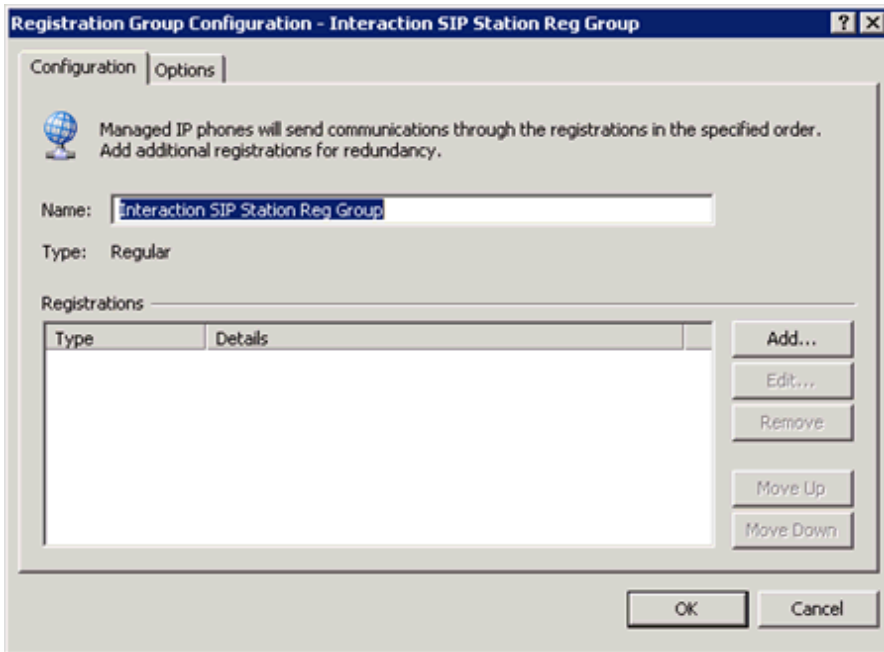 Registration Group Configuration - Interaction SIP Station Reg Group
? X
Configuration
Options
Managed IP phones will send communications through the registrations in the specified order.
Add additional registrations for redundancy.
Name: Interaction SIP Station Reg Group
Type: Regular
Registrations
Type Details
Add...
Edit...
Remove
Move Up
Move Down
OK Cancel